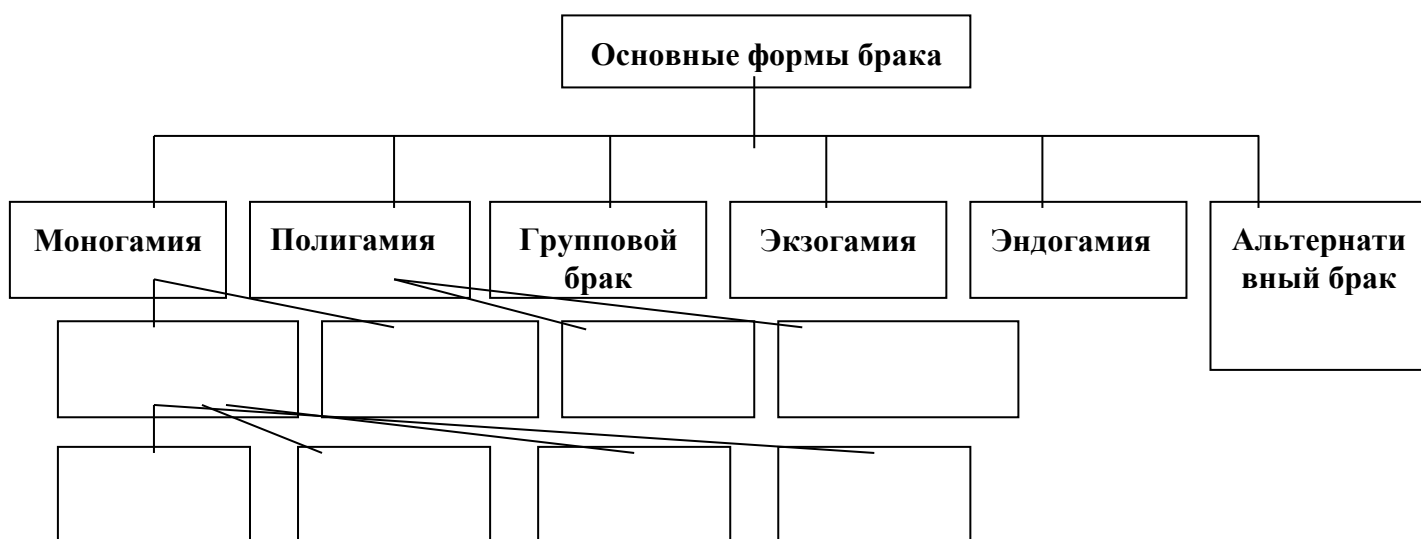 Основные формы брака
Моногамия
Полигамия
Групповой
брак
Экзогамия
Эндогамия
Альтернати
вный брак